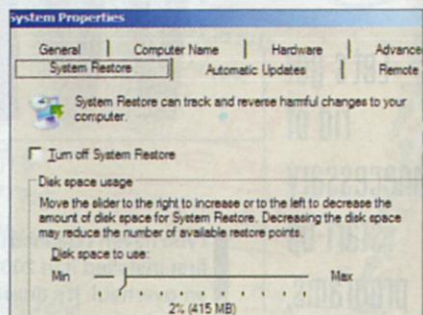 System Properties
General Computer Name Hardware Advance
System Restore Automatic Updates Remote
System Restore can track and reverse harmful changes to your
computer.
Turn off System Restore
Disk space usage
Move the slider to the right to increase or to the left to decrease the
amount of disk space for System Restore. Decreasing the disk space
may reduce the number of available restore points.
Disk space to use:
Min Max
2% (415 MB)